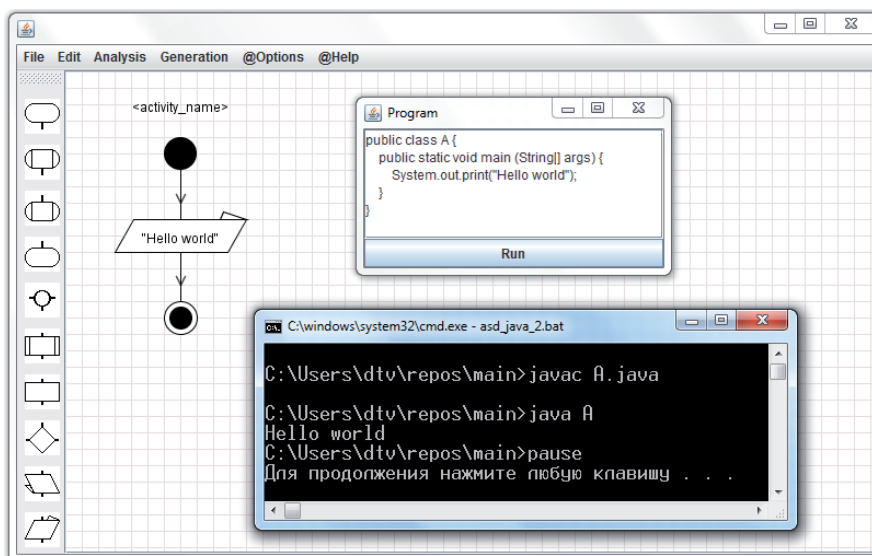 File Edit Analysis Generation @Options @Help
<activity_name>
"Hello world"
Program
public class A {
public static void main (String[] args) {
System.out.print("Hello world");
}
}
Run
C:\windows\system32\cmd.exe - asd_java_2.bat
C:\Users\dtv\repos\main>javac A.java
C:\Users\dtv\repos\main>java A
Hello world
C:\Users\dtv\repos\main>pause
Для продолжения нажмите любую клавишу . . .